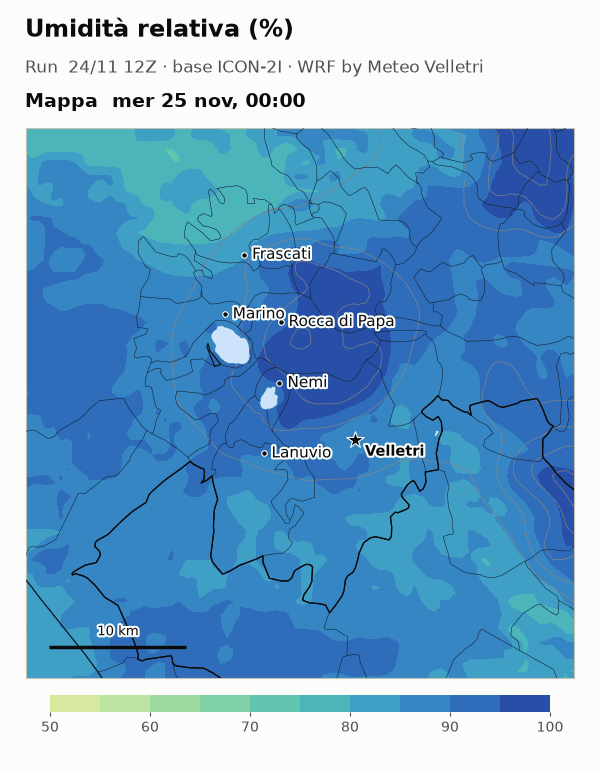 Umidità relativa (%)
Run  24/11 12Z · base ICON-2I · WRF by Meteo Velletri
Mappa  mer 25 nov, 00:00
Frascati
Marino
Rocca di Papa
Nemi
Velletri
Lanuvio
10 km
50 60 70 80 90 100